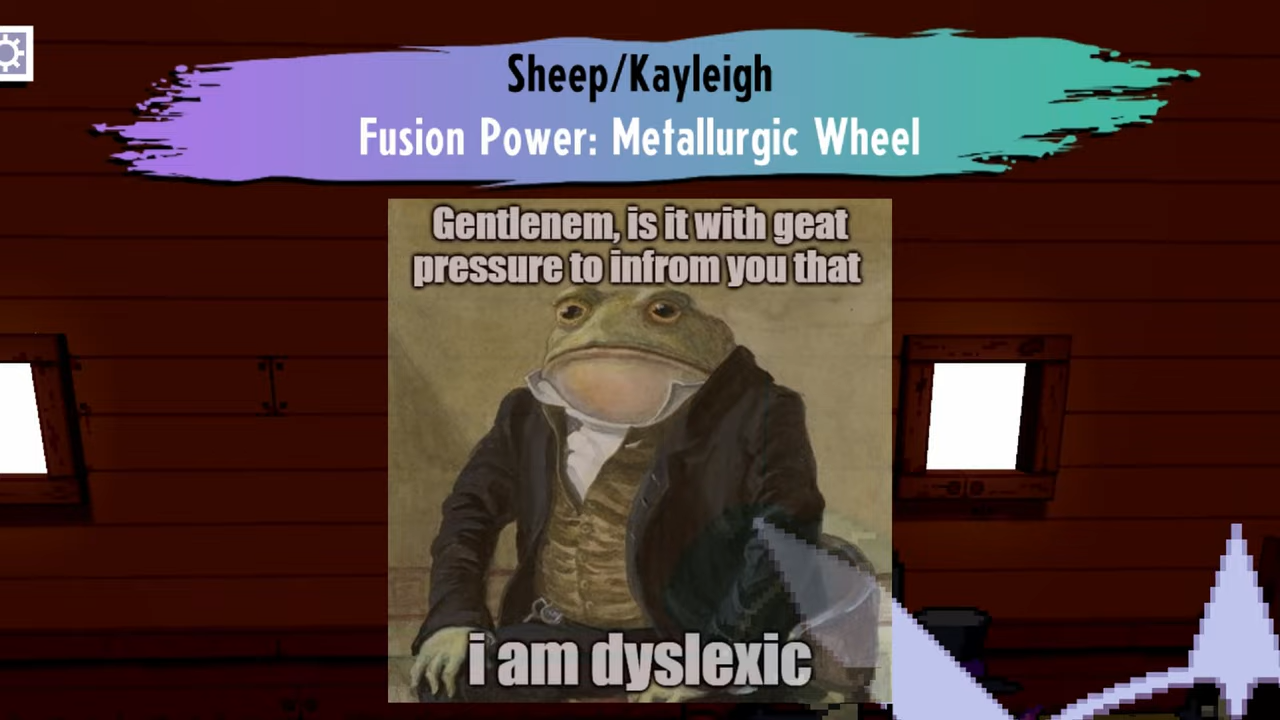 Sheep/Kayleigh
Fusion Power: Metallurgic Wheel
Gentlenem, is it with geat
pressure to infrom you that
i am dyslexic